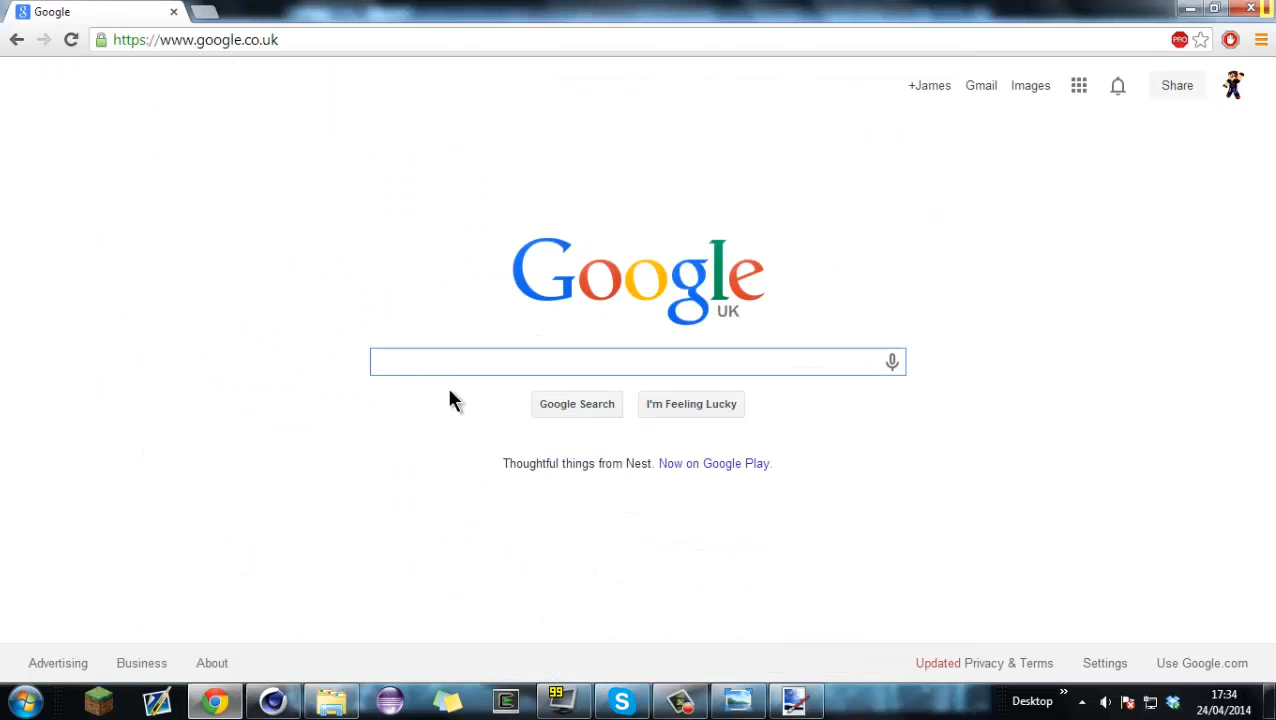 Google
https://www.google.co.uk
PRO
+James Gmail Images Share
Google
UK
Google Search I'm Feeling Lucky
Thoughtful things from Nest. Now on Google Play.
Advertising Business About Updated Privacy & Terms Settings Use Google.com
99
Desktop
17:34
24/04/2014